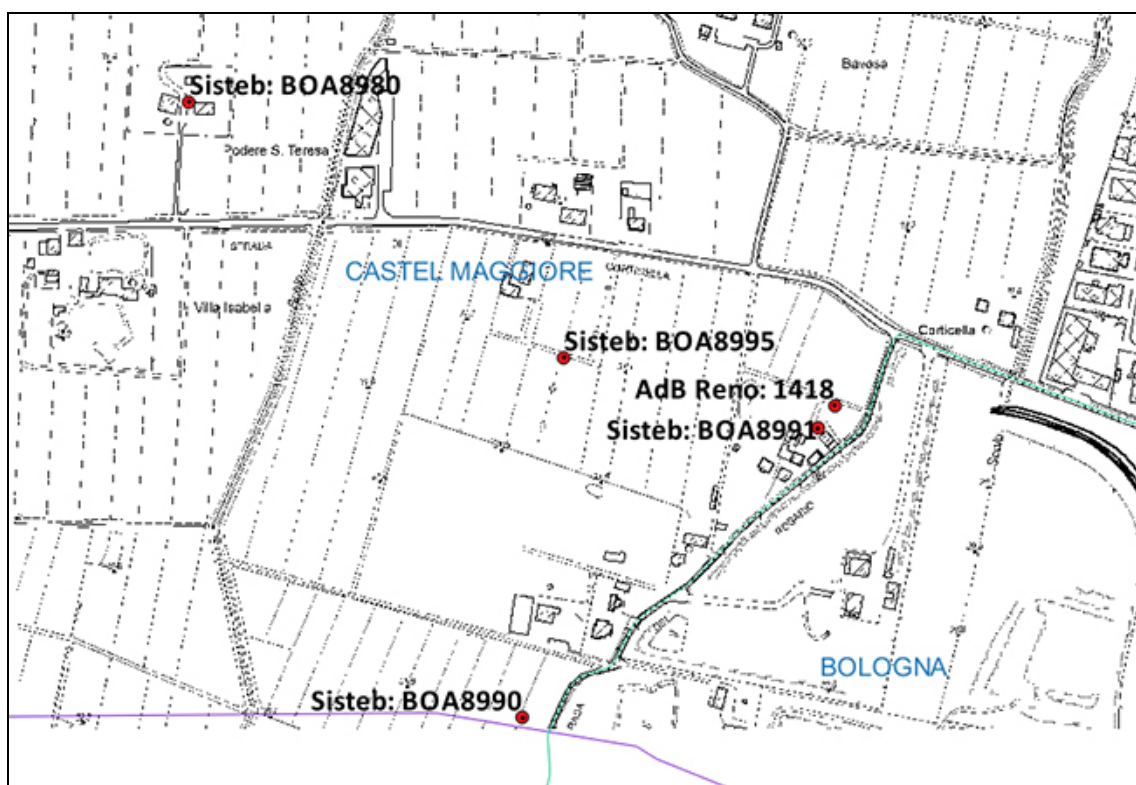 Bavosa
Sisteb: BOA8980
Podere S. Teresa
STRADA
CASTEL MAGGIORE
CORTICELLA
Villa Isabella
Corticella
Sisteb: BOA8995
AdB Reno: 1418
Sisteb: BOA8991
Scolo
BOLOGNA
Sisteb: BOA8990